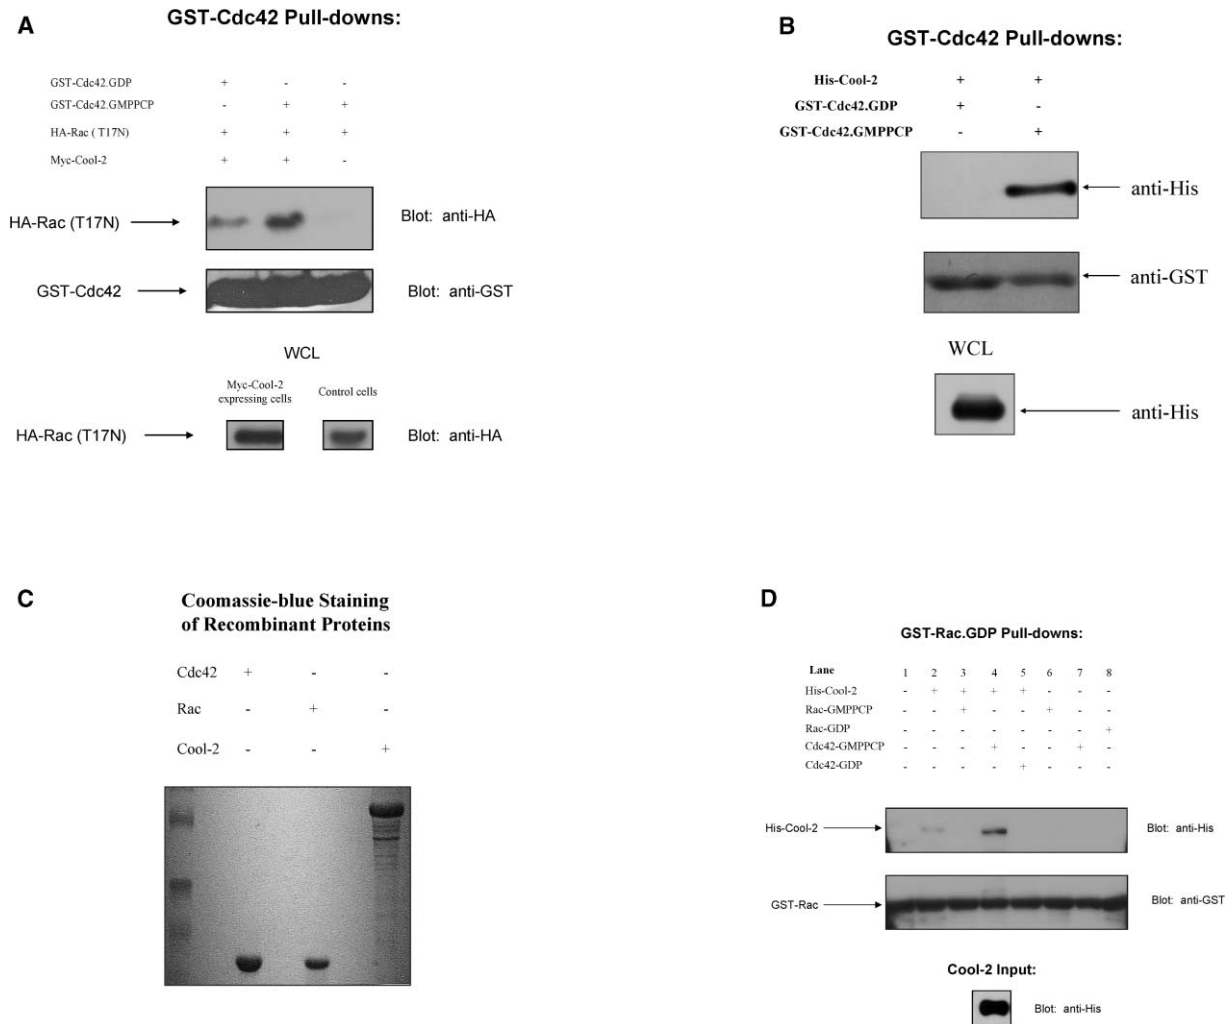 A
GST-Cdc42 Pull-downs:
GST-Cdc42.GDP + - -
GST-Cdc42.GMPPCP - + +
HA-Rac ( T17N) + + +
Myc-Cool-2 + + -
HA-Rac (T17N)
Blot: anti-HA
GST-Cdc42
Blot: anti-GST
WCL
Myc-Cool-2
expressing cells
Control cells
HA-Rac (T17N)
Blot: anti-HA
B
GST-Cdc42 Pull-downs:
His-Cool-2 + +
GST-Cdc42.GDP + -
GST-Cdc42.GMPPCP - +
anti-His
anti-GST
WCL
anti-His
C
Coomassie-blue Staining
of Recombinant Proteins
Cdc42 + - -
Rac - + -
Cool-2 - - +
D
GST-Rac.GDP Pull-downs:
Lane 1 2 3 4 5 6 7 8
His-Cool-2 - + + + + - - -
Rac-GMPPCP - - + - - + - -
Rac-GDP - - - - - - - +
Cdc42-GMPPCP - - - + - - + -
Cdc42-GDP - - - - + - - -
His-Cool-2
Blot: anti-His
GST-Rac
Blot: anti-GST
Cool-2 Input:
Blot: anti-His